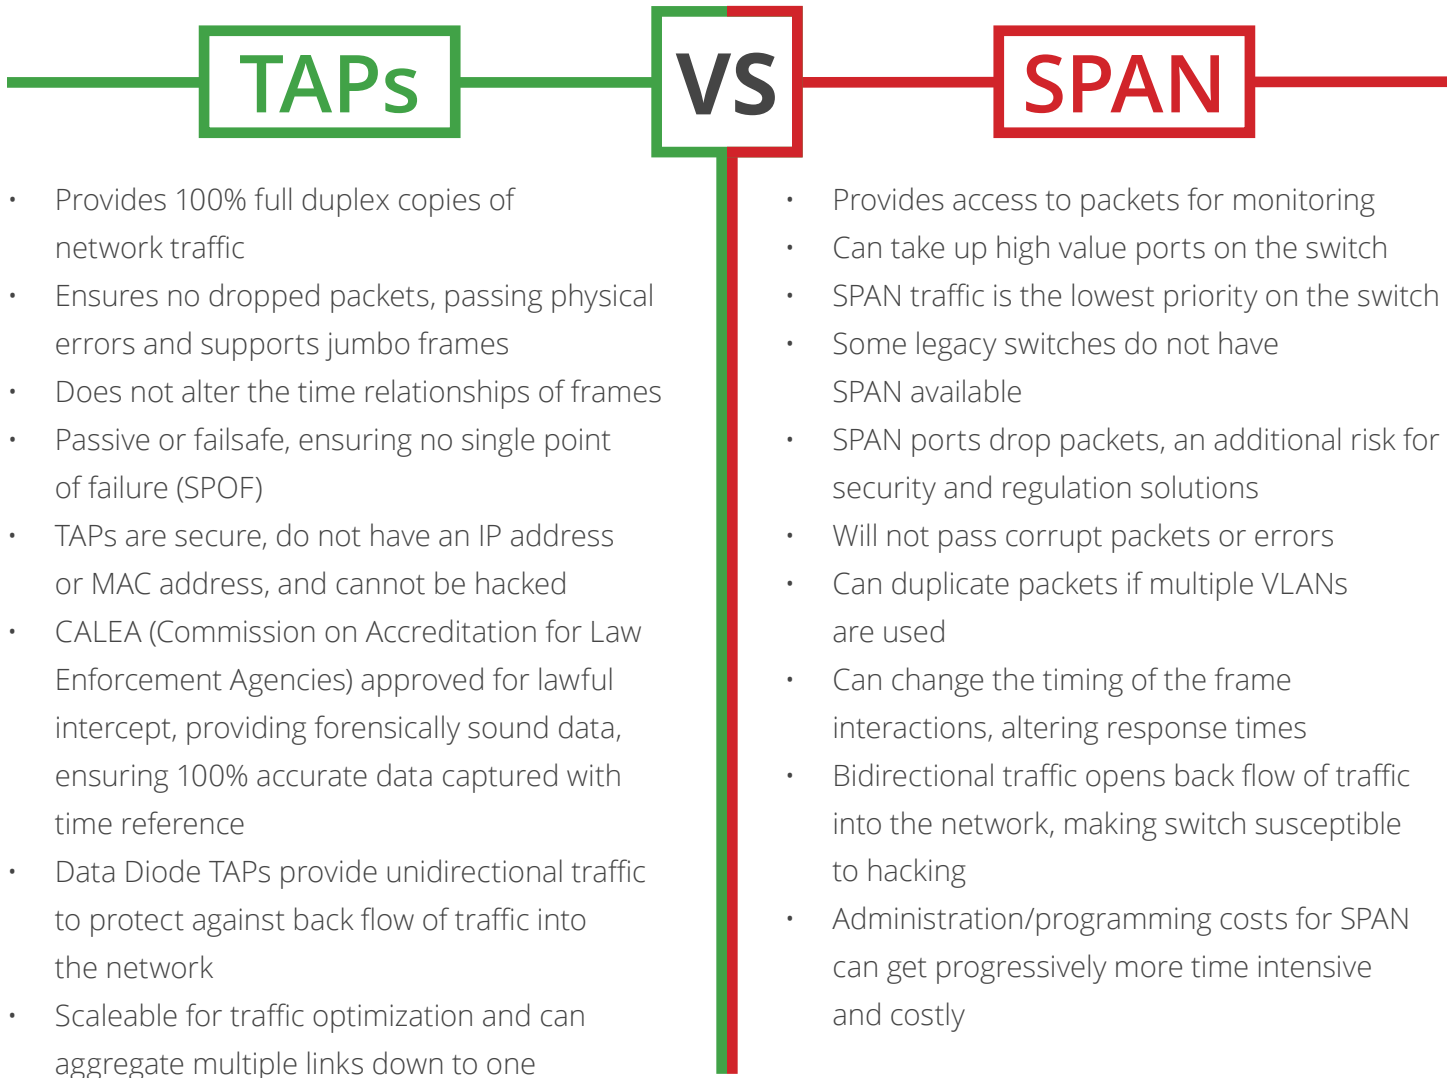 TAPs
VS
SPAN
• Provides 100% full duplex copies of
network traffic
• Ensures no dropped packets, passing physical
errors and supports jumbo frames
• Does not alter the time relationships of frames
• Passive or failsafe, ensuring no single point
of failure (SPOF)
• TAPs are secure, do not have an IP address
or MAC address, and cannot be hacked
• CALEA (Commission on Accreditation for Law
Enforcement Agencies) approved for lawful
intercept, providing forensically sound data,
ensuring 100% accurate data captured with
time reference
• Data Diode TAPs provide unidirectional traffic
to protect against back flow of traffic into
the network
• Scaleable for traffic optimization and can
aggregate multiple links down to one
• Provides access to packets for monitoring
• Can take up high value ports on the switch
• SPAN traffic is the lowest priority on the switch
• Some legacy switches do not have
SPAN available
• SPAN ports drop packets, an additional risk for
security and regulation solutions
• Will not pass corrupt packets or errors
• Can duplicate packets if multiple VLANs
are used
• Can change the timing of the frame
interactions, altering response times
• Bidirectional traffic opens back flow of traffic
into the network, making switch susceptible
to hacking
• Administration/programming costs for SPAN
can get progressively more time intensive
and costly